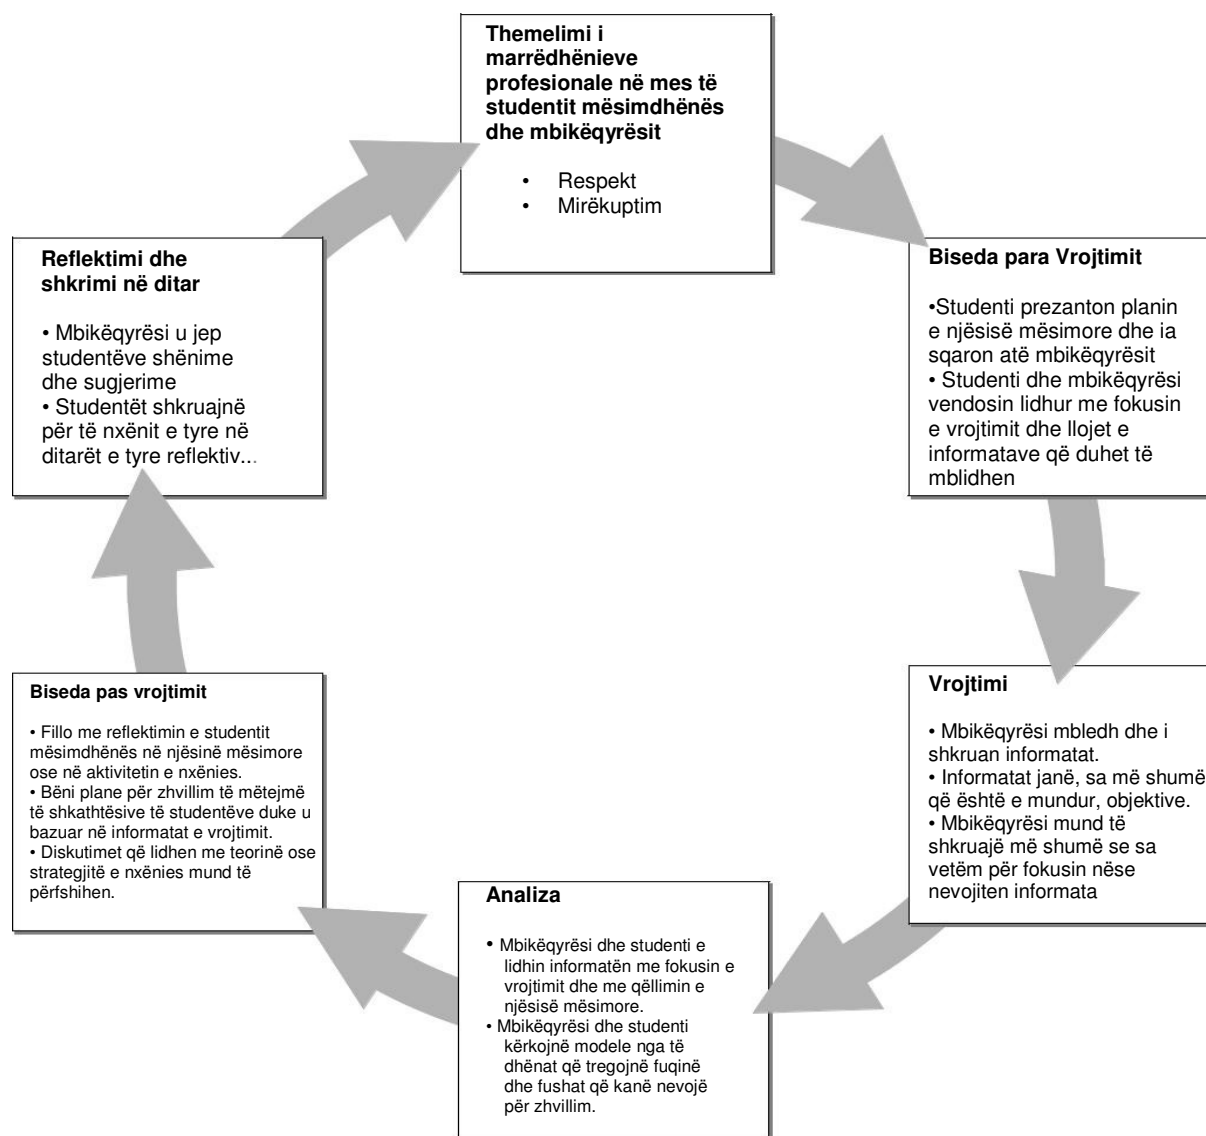 Themelimi i
marrëdhënieve
profesionale në mes të
studentit mësimdhënës
dhe mbikëqyrësit
• Respekt
• Mirëkuptim
Biseda para Vrojtimit
•Studenti prezanton planin
e njësisë mësimore dhe ia
sqaron atë mbikëqyrësit
• Studenti dhe mbikëqyrësi
vendosin lidhur me fokusin
e vrojtimit dhe llojet e
informatave që duhet të
mblidhen
Vrojtimi
• Mbikëqyrësi mbledh dhe i
shkruan informatat.
• Informatat janë, sa më shumë
që është e mundur, objektive.
• Mbikëqyrësi mund të
shkruajë më shumë se sa
vetëm për fokusin nëse
nevojiten informata
Analiza
• Mbikëqyrësi dhe studenti e
lidhin informatën me fokusin e
vrojtimit dhe me qëllimin e
njësisë mësimore.
• Mbikëqyrësi dhe studenti
kërkojnë modele nga të
dhënat që tregojnë fuqinë
dhe fushat që kanë nevojë
për zhvillim.
Biseda pas vrojtimit
• Fillo me reflektimin e studentit
mësimdhënës në njësinë mësimore
ose në aktivitetin e nxënies.
• Bëni plane për zhvillim të mëtejmë
të shkathtësive të studentëve duke u
bazuar në informatat e vrojtimit.
• Diskutimet që lidhen me teorinë ose
strategjitë e nxënies mund të
përfshihen.
Reflektimi dhe
shkrimi në ditar
• Mbikëqyrësi u jep
studentëve shënime
dhe sugjerime
• Studentët shkruajnë
për të nxënit e tyre në
ditarët e tyre reflektiv...